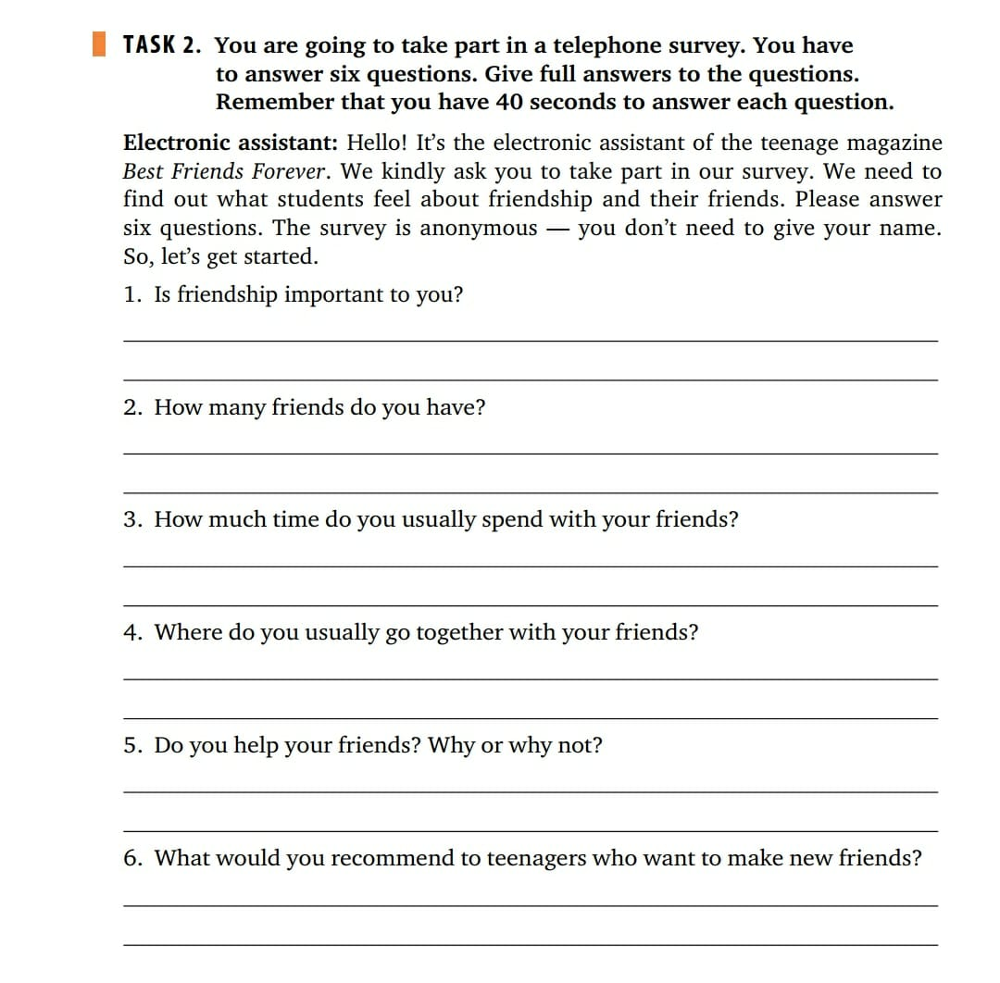 TASK 2. You are going to take part in a telephone survey. You have
to answer six questions. Give full answers to the questions.
Remember that you have 40 seconds to answer each question.
Electronic assistant: Hello! It’s the electronic assistant of the teenage magazine
Best Friends Forever. We kindly ask you to take part in our survey. We need to
find out what students feel about friendship and their friends. Please answer
six questions. The survey is anonymous — you don’t need to give your name.
So, let’s get started.
1. Is friendship important to you?
2. How many friends do you have?
3. How much time do you usually spend with your friends?
4. Where do you usually go together with your friends?
5. Do you help your friends? Why or why not?
6. What would you recommend to teenagers who want to make new friends?